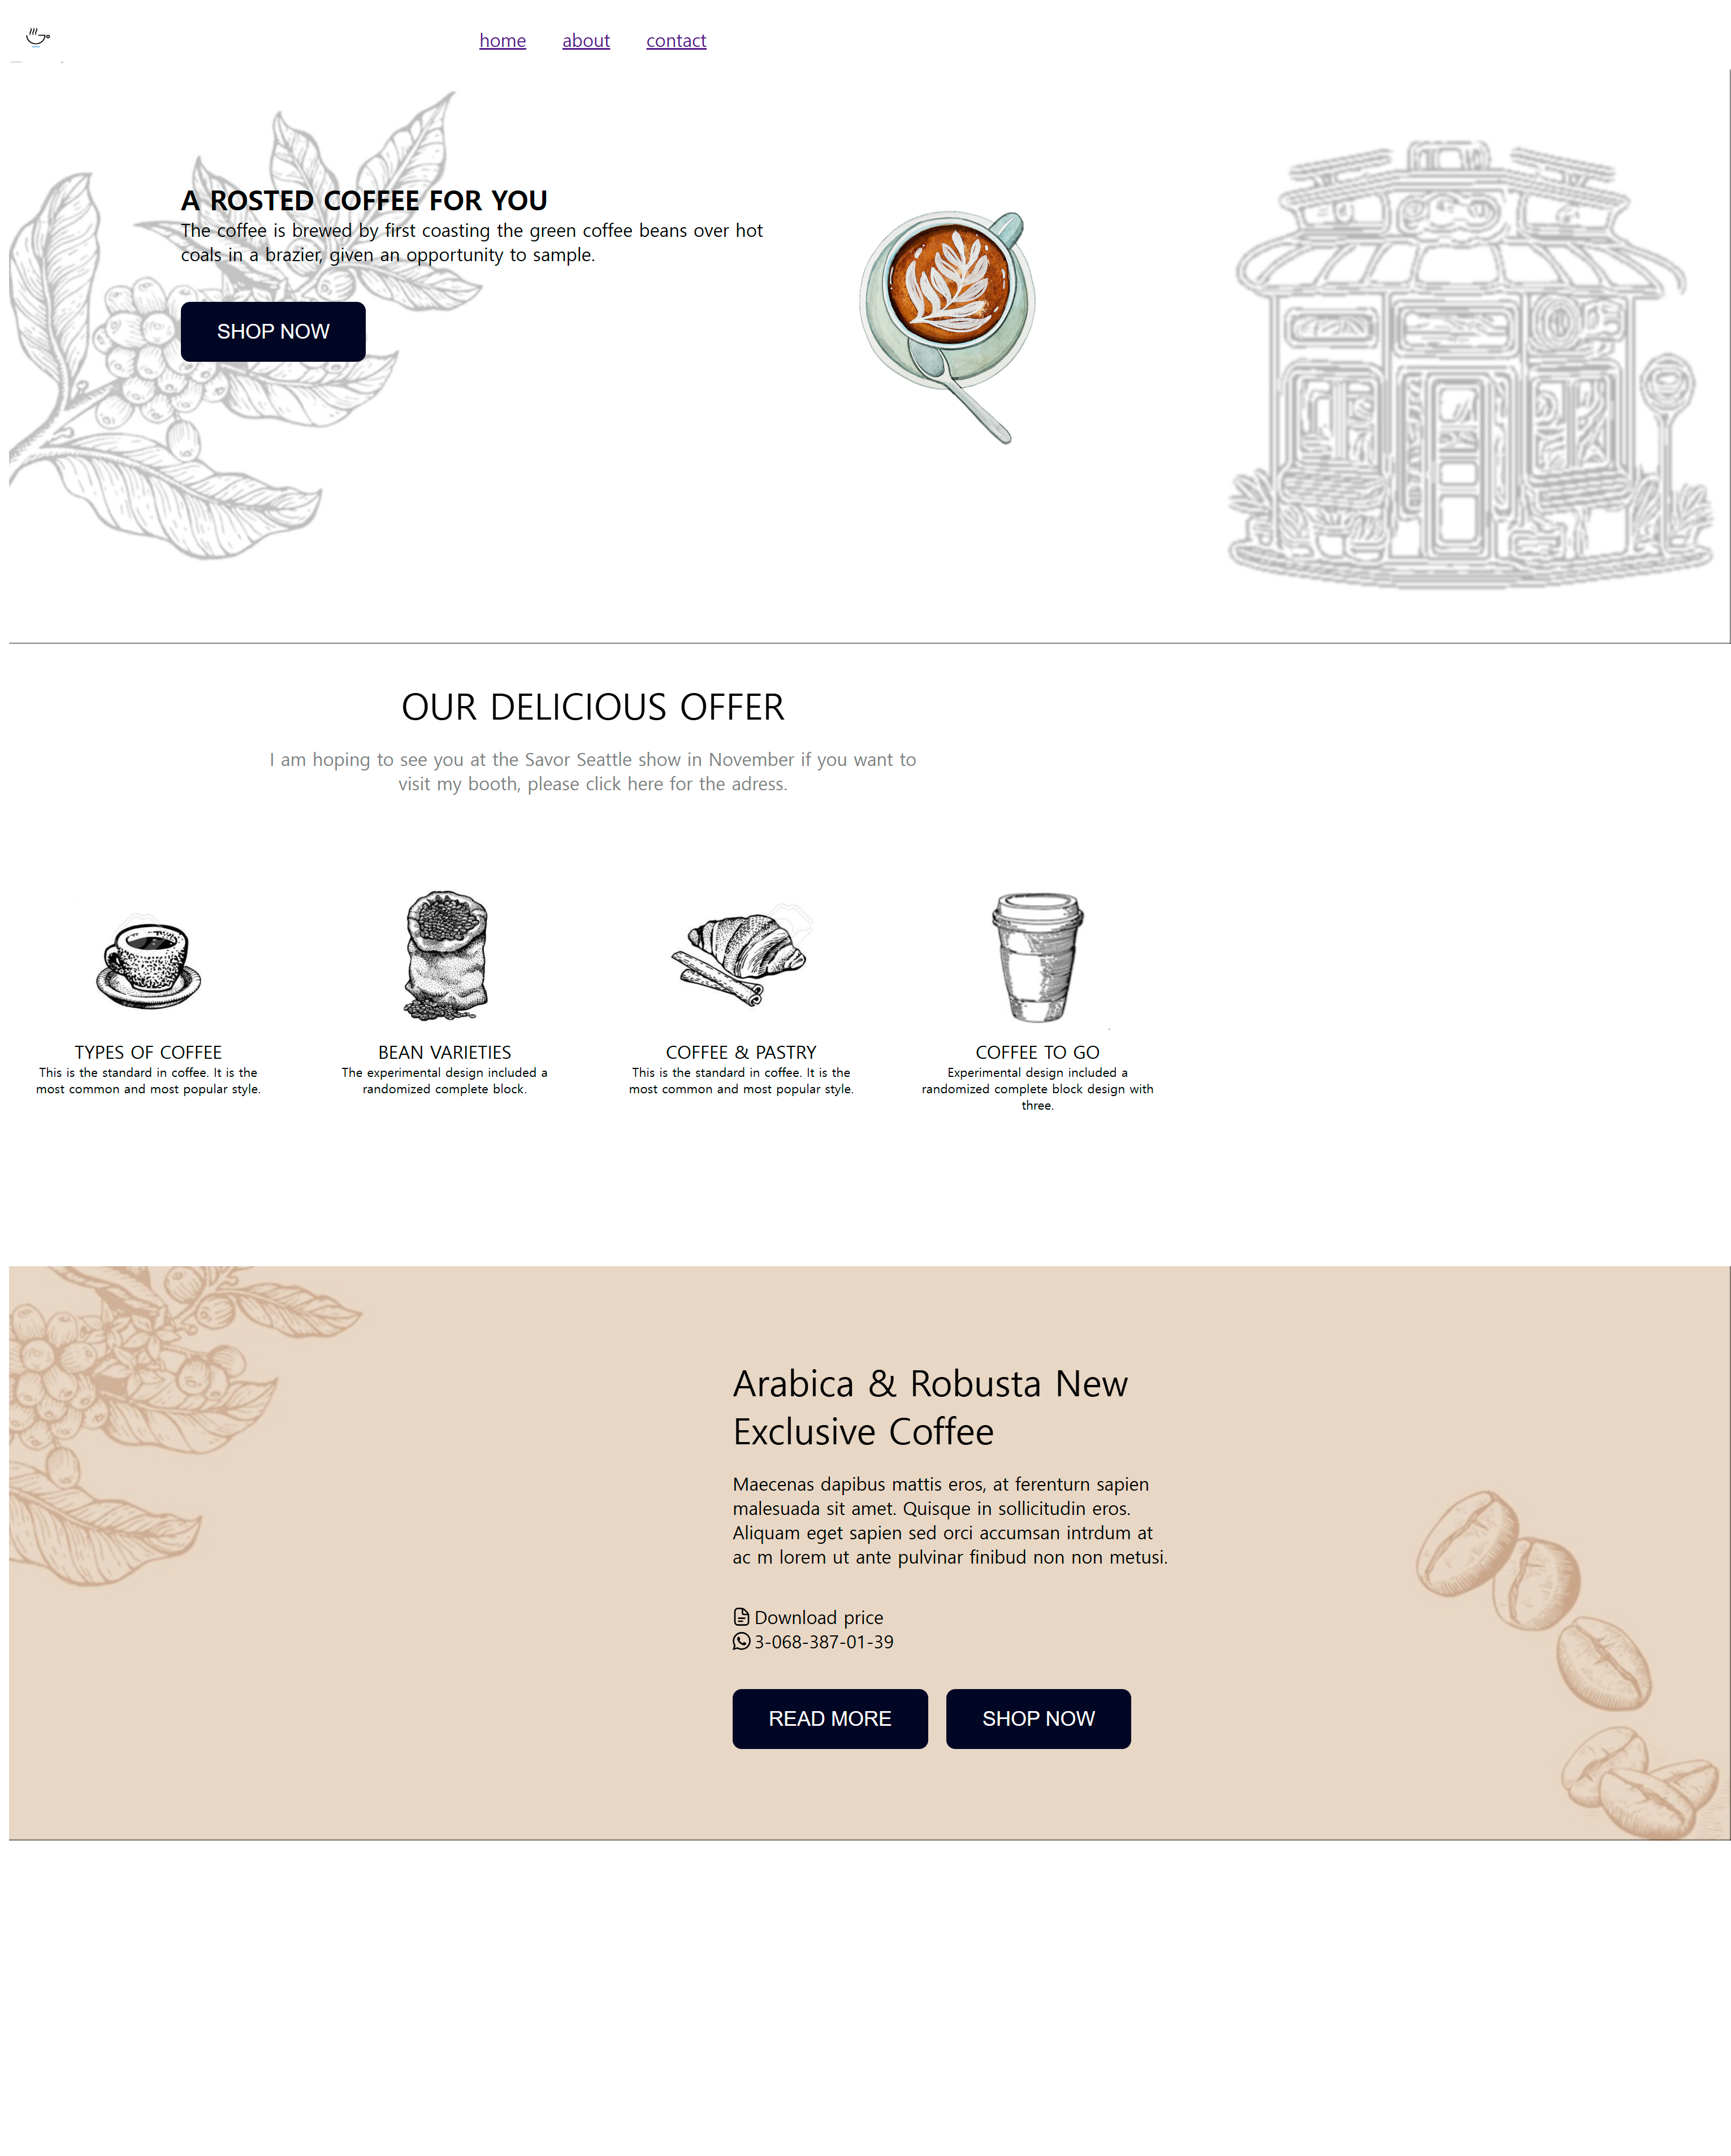 home about contact
A ROSTED COFFEE FOR YOU
The coffee is brewed by first coasting the green coffee beans over hot
coals in a brazier, given an opportunity to sample.
SHOP NOW
OUR DELICIOUS OFFER
I am hoping to see you at the Savor Seattle show in November if you want to
visit my booth, please click here for the adress.
TYPES OF COFFEE
This is the standard in coffee. It is the
most common and most popular style.
BEAN VARIETIES
The experimental design included a
randomized complete block.
COFFEE & PASTRY
This is the standard in coffee. It is the
most common and most popular style.
COFFEE TO GO
Experimental design included a
randomized complete block design with
three.
Arabica & Robusta New
Exclusive Coffee
Maecenas dapibus mattis eros, at ferenturn sapien
malesuada sit amet. Quisque in sollicitudin eros.
Aliquam eget sapien sed orci accumsan intrdum at
ac m lorem ut ante pulvinar finibud non non metusi.
Download price
3-068-387-01-39
READ MORE SHOP NOW